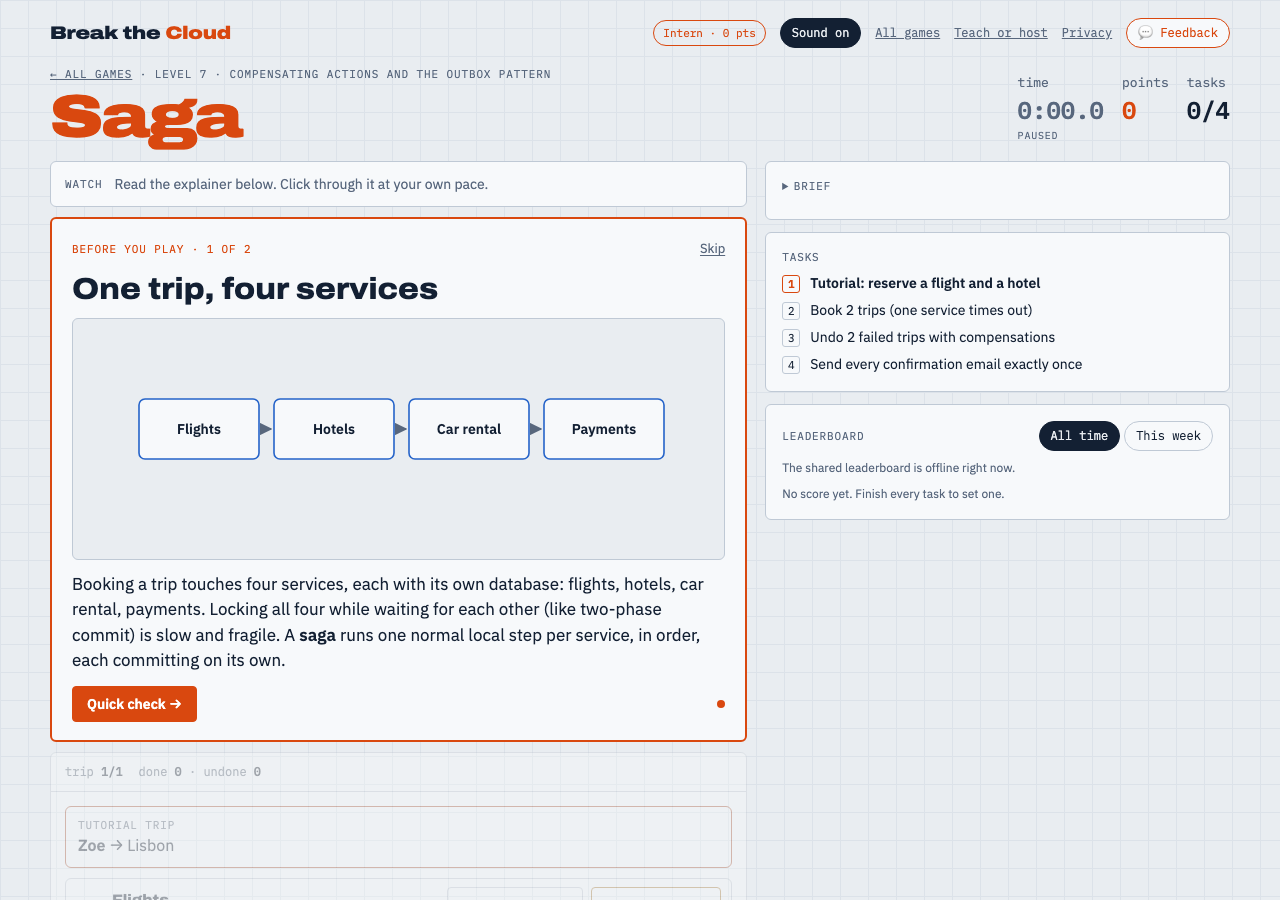 Break the Cloud
Intern · 0 pts
Sound on
All games
Teach or host
Privacy
💬 Feedback
← ALL GAMES · LEVEL 7 · COMPENSATING ACTIONS AND THE OUTBOX PATTERN
Saga
time
0:00.0
PAUSED
points
0
tasks
0/4
WATCH Read the explainer below. Click through it at your own pace.
BEFORE YOU PLAY · 1 OF 2
Skip
One trip, four services
Flights
Hotels
Car rental
Payments
Booking a trip touches four services, each with its own database: flights, hotels, car
rental, payments. Locking all four while waiting for each other (like two-phase
commit) is slow and fragile. A saga runs one normal local step per service, in order,
each committing on its own.
Quick check →
trip 1/1 done 0 · undone 0
TUTORIAL TRIP
Zoe → Lisbon
Flights
▶ BRIEF
TASKS
1 Tutorial: reserve a flight and a hotel
2 Book 2 trips (one service times out)
3 Undo 2 failed trips with compensations
4 Send every confirmation email exactly once
LEADERBOARD
All time
This week
The shared leaderboard is offline right now.
No score yet. Finish every task to set one.